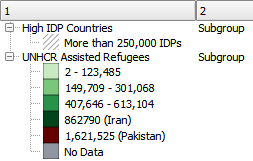 1 2
High IDP Countries Subgroup
More than 250,000 IDPs
UNHCR Assisted Refugees Subgroup
2 - 123,485
149,709 - 301,068
407,646 - 613,104
862790 (Iran)
1,621,525 (Pakistan)
No Data